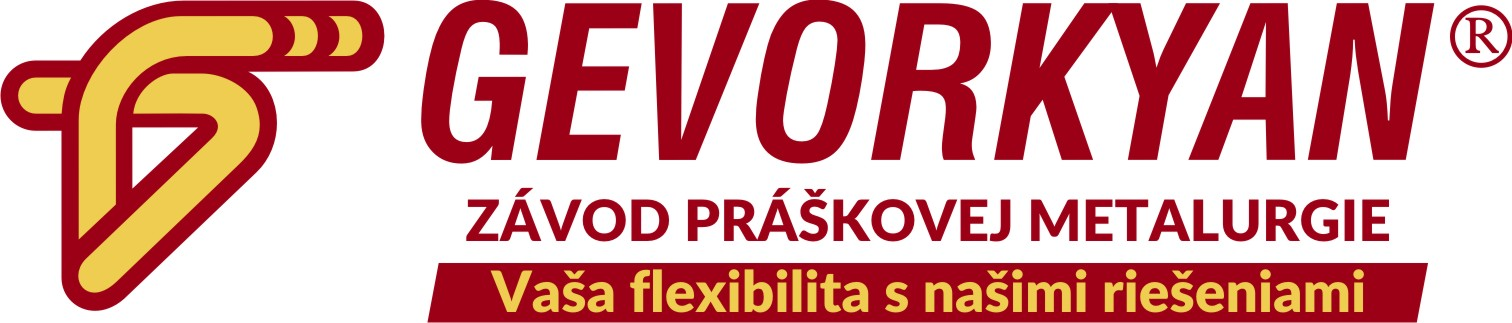 GEVORKYAN®
ZÁVOD PRÁŠKOVEJ METALURGIE
Vaša flexibilita s našimi riešeniami